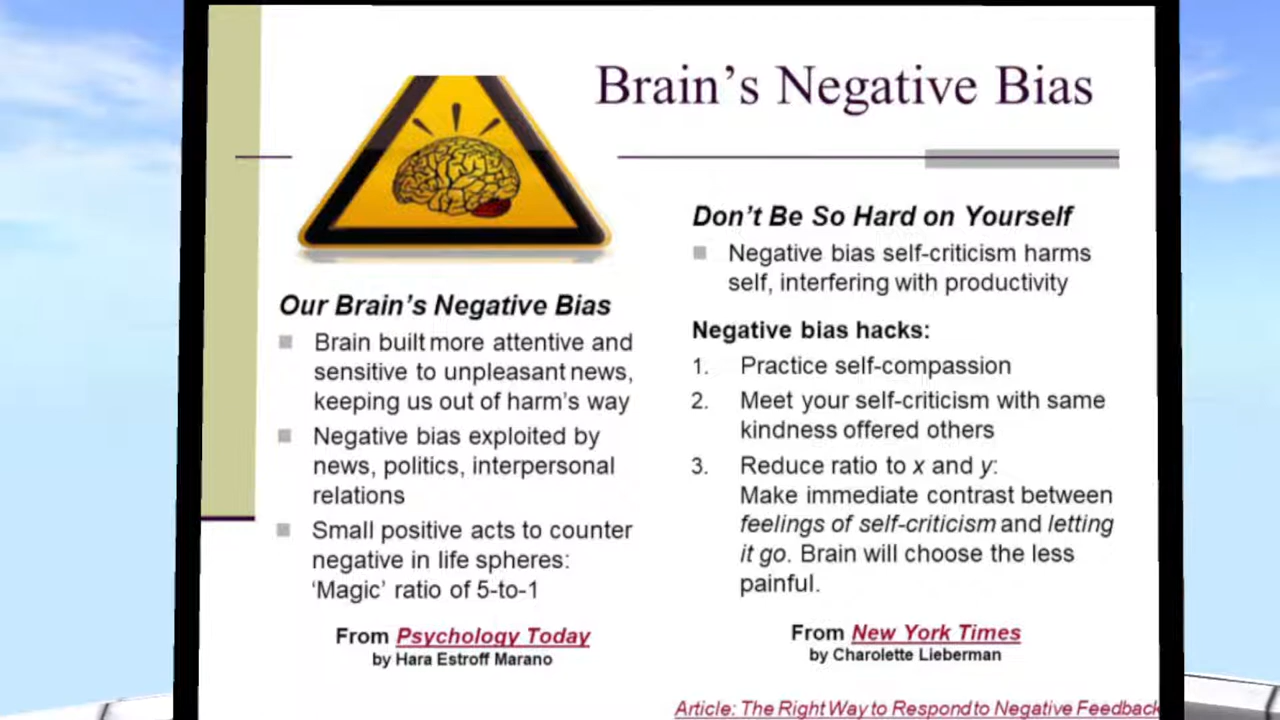 Brain's Negative Bias
Our Brain's Negative Bias
Brain built more attentive and
sensitive to unpleasant news,
keeping us out of harm's way
Negative bias exploited by
news, politics, interpersonal
relations
Small positive acts to counter
negative in life spheres:
'Magic' ratio of 5-to-1
From Psychology Today
by Hara Estroff Marano
Don't Be So Hard on Yourself
Negative bias self-criticism harms
self, interfering with productivity
Negative bias hacks:
1. Practice self-compassion
2. Meet your self-criticism with same
kindness offered others
3. Reduce ratio to x and y:
Make immediate contrast between
feelings of self-criticism and letting
it go. Brain will choose the less
painful.
From New York Times
by Charolette Lieberman
Article: The Right Way to Respond to Negative Feedback